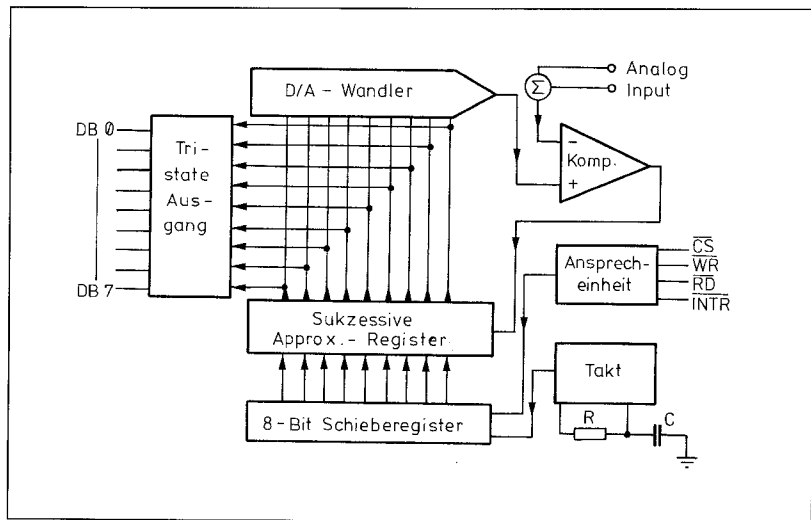 D/A - Wandler
Analog
Input
Σ
DB 0
Tri-
state
Aus-
gang
DB 7
-
Komp.
+
Ansprech-
einheit
CS
WR
RD
INTR
Sukzessive
Approx.- Register
Takt
8-Bit Schieberegister
R
C